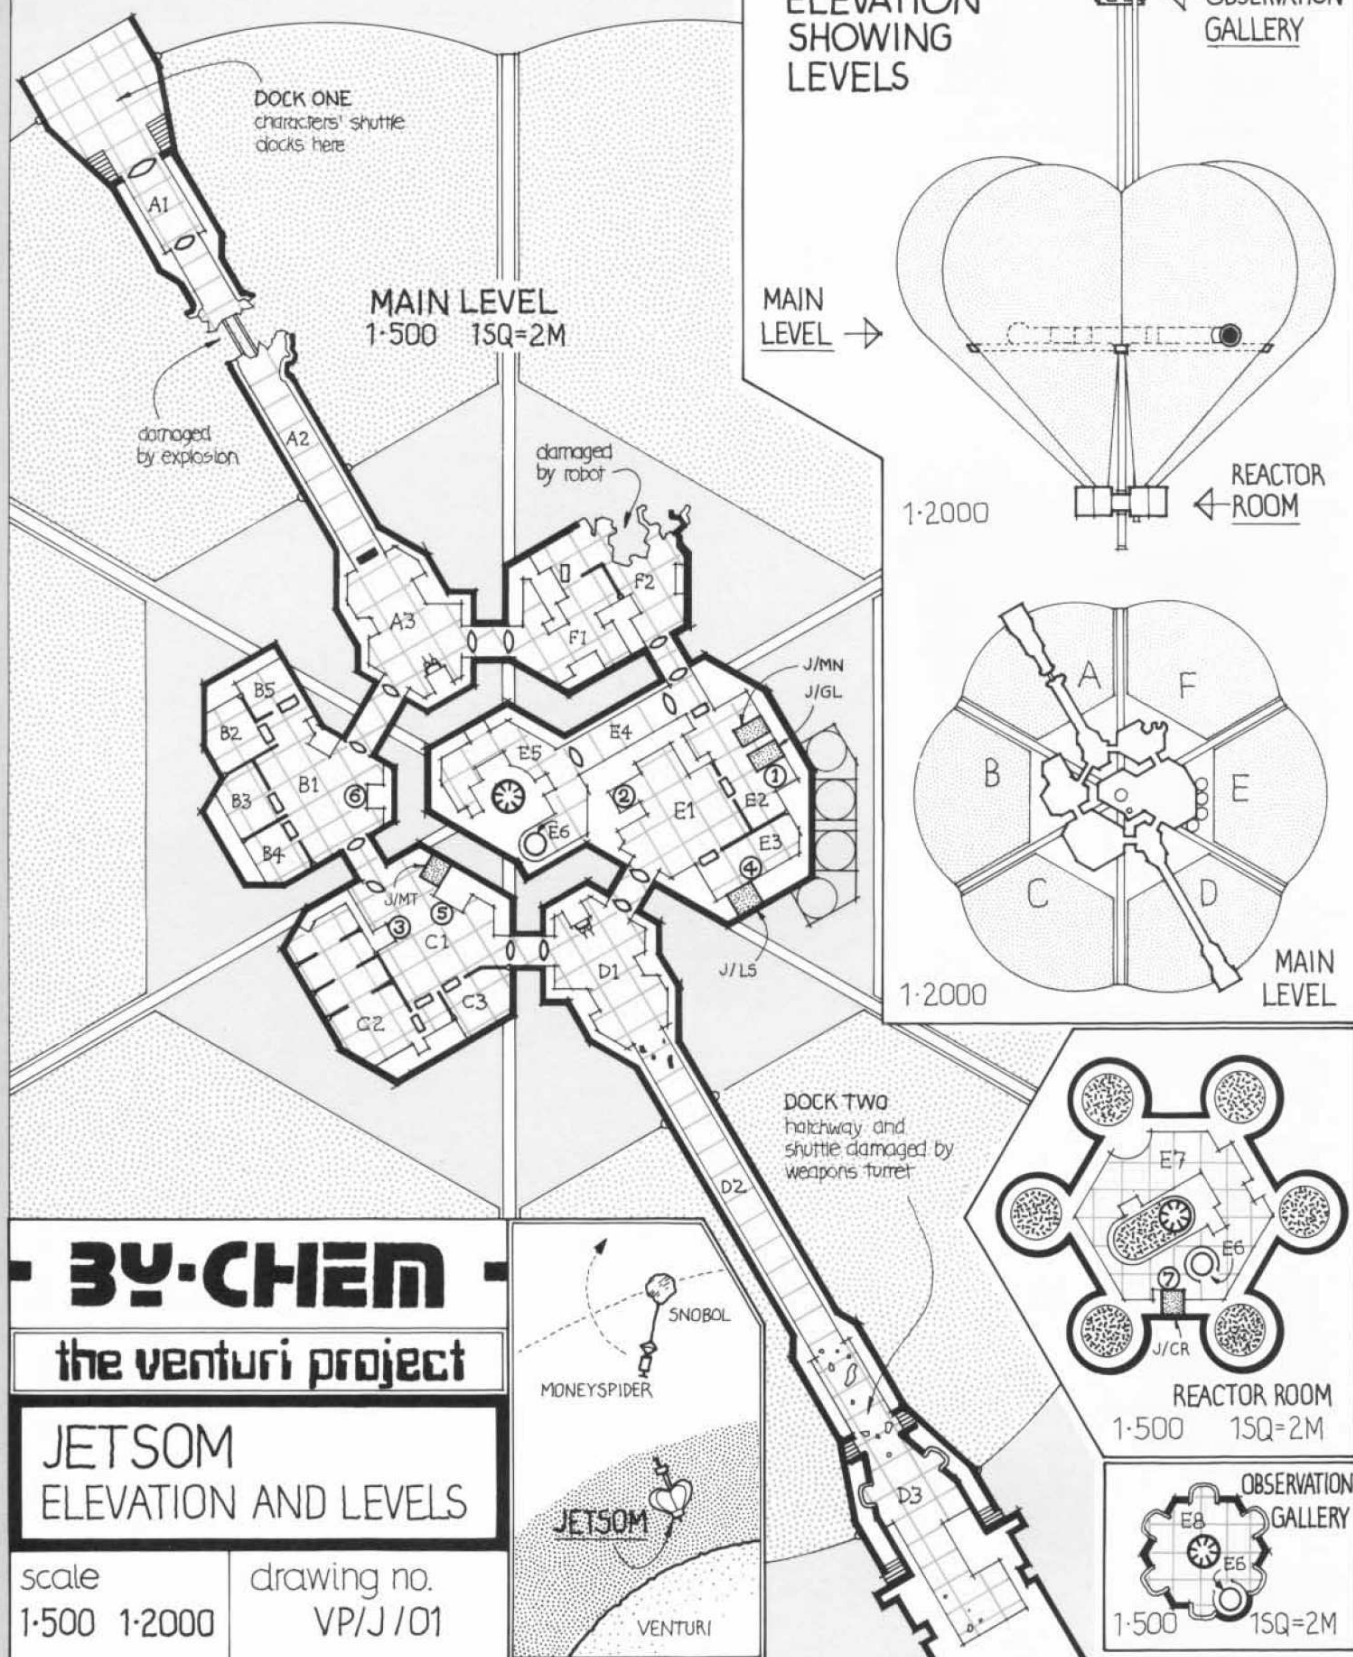 ELEVATION
SHOWING
LEVELS
OBSERVATION
GALLERY
DOCK ONE
characters' shuttle
docks here
A1
MAIN LEVEL
1·500 1SQ=2M
MAIN
LEVEL
damaged
by explosion
A2
damaged
by robot
REACTOR
ROOM
1·2000
A3
F1
F2
J/MN
J/GL
B5
B2
B1
B3
B4
6
E5
E4
2
E1
E2
1
E6
E3
4
J/MT
3
5
C1
C2
C3
D1
J/LS
A
F
B
E
C
D
1·2000
MAIN
LEVEL
DOCK TWO
hatchway and
shuttle damaged by
weapons turret
D2
D3
E7
E6
7
J/CR
REACTOR ROOM
1·500 1SQ=2M
OBSERVATION
GALLERY
E8
E6
1·500 1SQ=2M
BY·CHEM
the venturi project
JETSOM
ELEVATION AND LEVELS
scale
1·500 1·2000
drawing no.
VP/J/01
SNOBOL
MONEYSPIDER
JETSOM
VENTURI